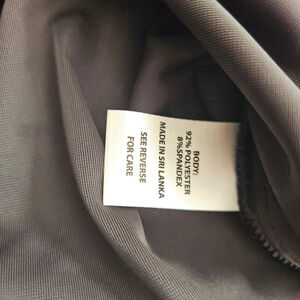 BODY:
92% POLYESTER
8%SPANDEX
MADE IN SRI LANKA
SEE REVERSE
FOR CARE